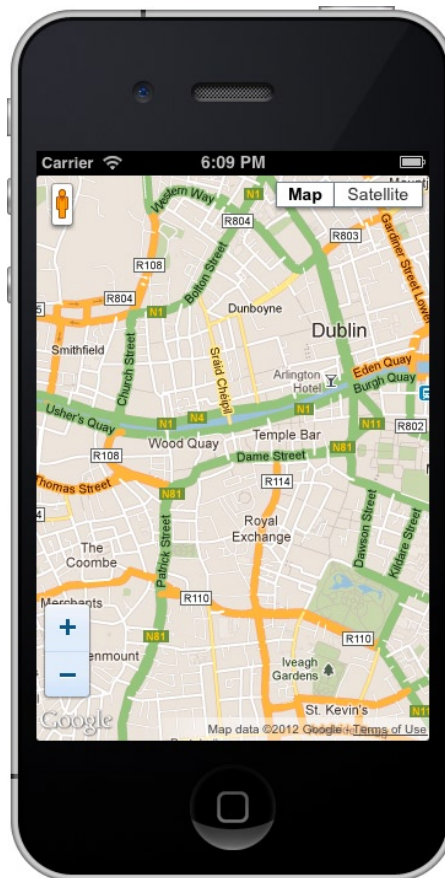 Carrier 6:09 PM
Western Way
N1
Map Satellite
R804
R803
Gardiner Street Lower
R108
Bolton Street
R804
N1
Dunboyne
Dublin
Smithfield
Church Street
Sráid Chéipil
Arlington
Hotel
Eden Quay
Burgh Quay
Usher's Quay
N1
N4
N1
N11
R802
Wood Quay
Temple Bar
R108
Dame Street
N81
Thomas Street
N81
R114
Royal
Exchange
Dawson Street
Kildare Street
The
Coombe
Patrick Street
Merchants
R110
+
N81
R110
−
enmount
Iveagh
Gardens
St. Kevin's
N11
Google
Map data ©2012 Google - Terms of Use